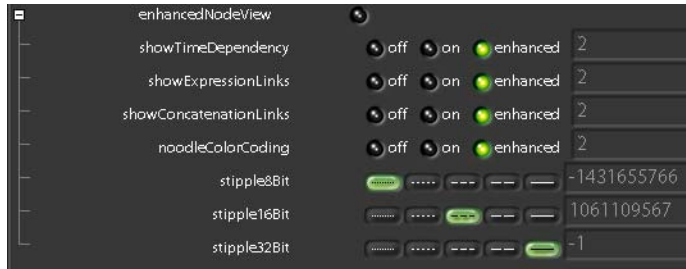 enhancedNodeView
showTimeDependency off on enhanced 2
showExpressionLinks off on enhanced 2
showConcatenationLinks off on enhanced 2
noodleColorCoding off on enhanced 2
stipple8Bit -1431655766
stipple16Bit 1061109567
stipple32Bit -1